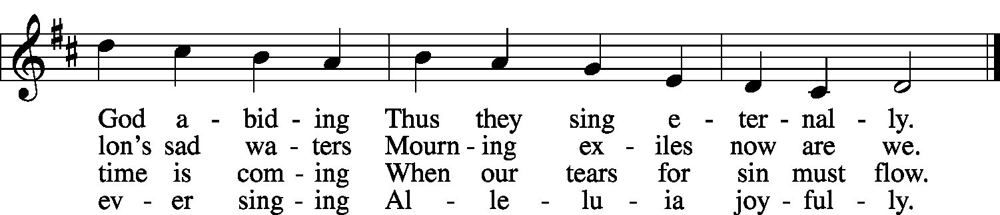 God a - bid - ing Thus they sing e - ter - nal - ly.
lon's sad wa - ters Mourn - ing ex - iles now are we.
time is com - ing When our tears for sin must flow.
ev - er sing - ing Al - le - lu - ia joy - ful - ly.